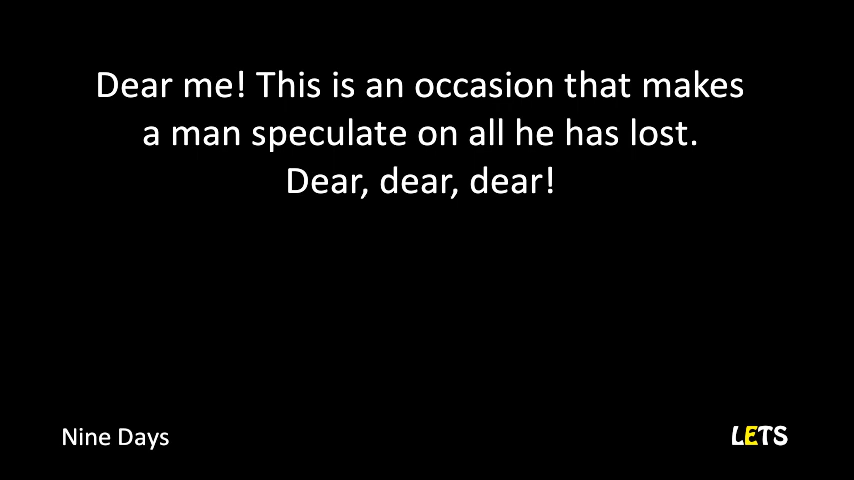 Dear me! This is an occasion that makes
a man speculate on all he has lost.
Dear, dear, dear!
Nine Days
LETS